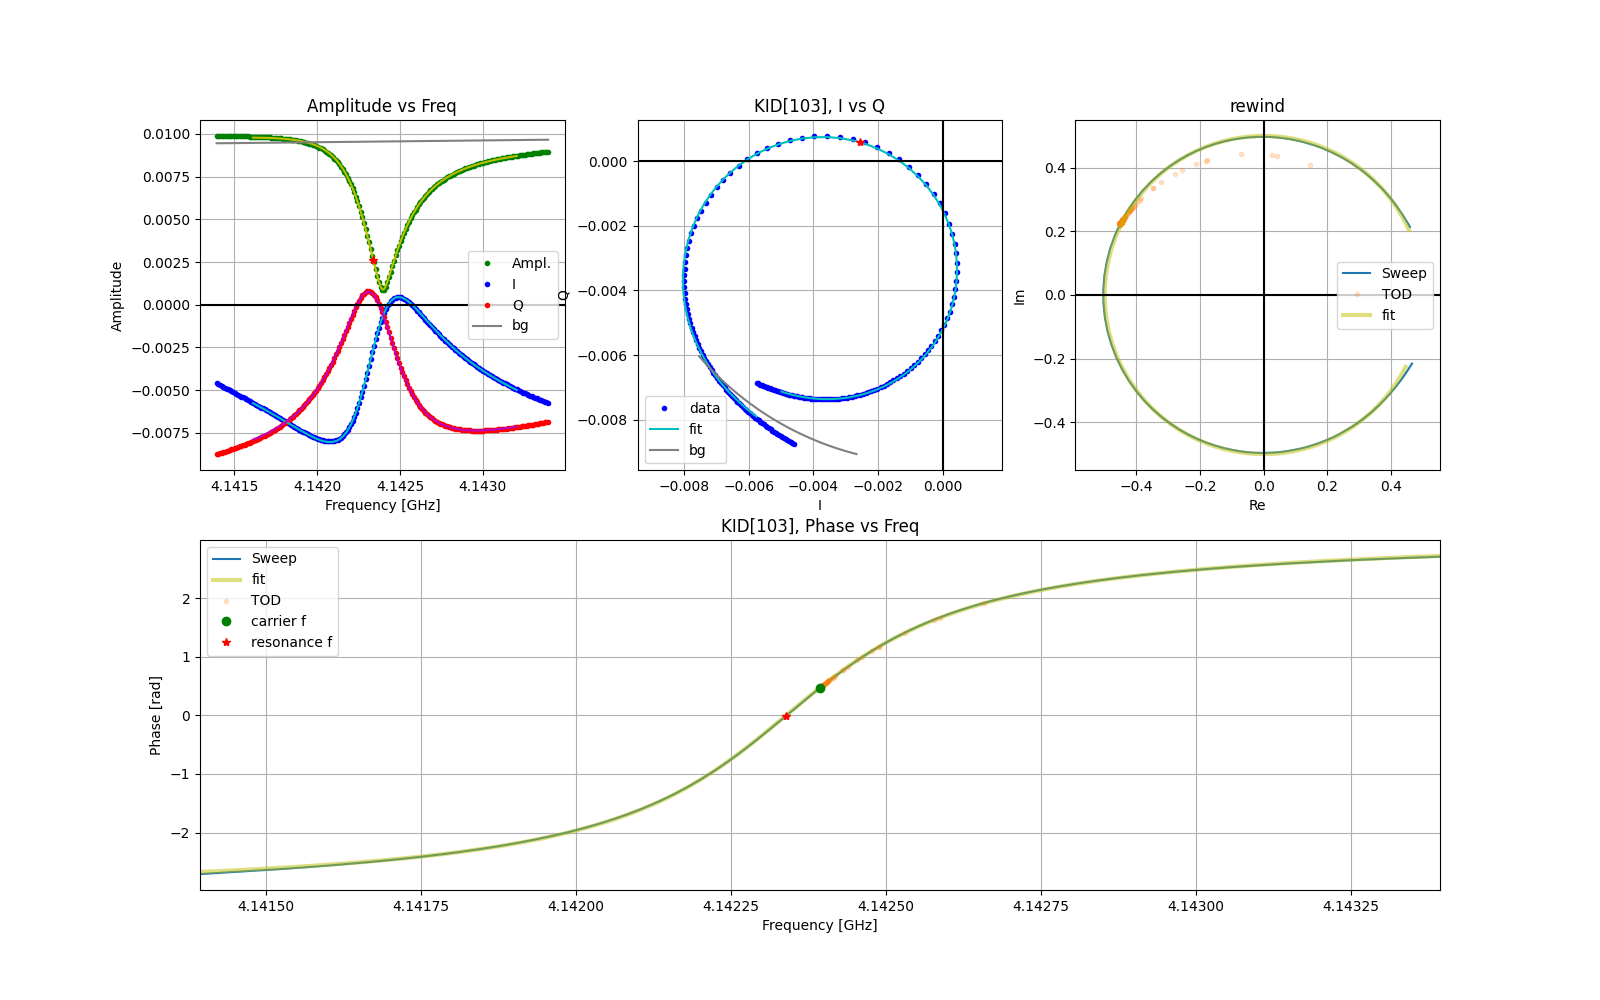 Amplitude vs Freq
0.0100
0.0075
0.0050
0.0025
0.0000
−0.0025
−0.0050
−0.0075
Amplitude
Ampl.
I
Q
bg
4.1415
4.1420
4.1425
4.1430
Frequency [GHz]
KID[103], I vs Q
0.000
−0.002
−0.004
−0.006
−0.008
Q
data
fit
bg
−0.008
−0.006
−0.004
−0.002
0.000
I
rewind
0.4
0.2
0.0
−0.2
−0.4
Im
Sweep
TOD
fit
−0.4
−0.2
0.0
0.2
0.4
Re
KID[103], Phase vs Freq
2
1
0
−1
−2
Phase [rad]
Sweep
fit
TOD
carrier f
resonance f
4.14150
4.14175
4.14200
4.14225
4.14250
4.14275
4.14300
4.14325
Frequency [GHz]